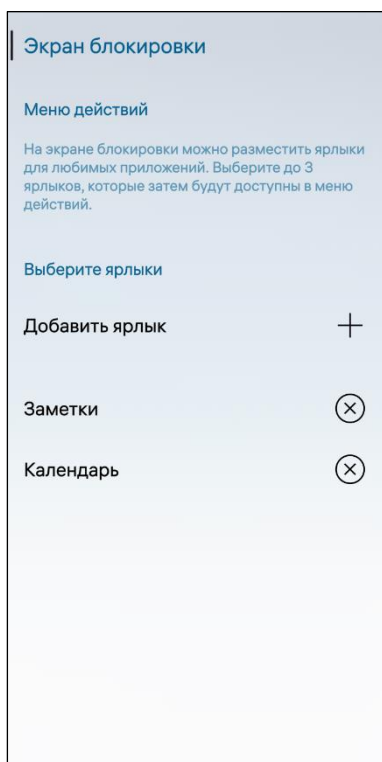 Экран блокировки
Меню действий
На экране блокировки можно разместить ярлыки
для любимых приложений. Выберите до 3
ярлыков, которые затем будут доступны в меню
действий.
Выберите ярлыки
Добавить ярлык
Заметки
Календарь